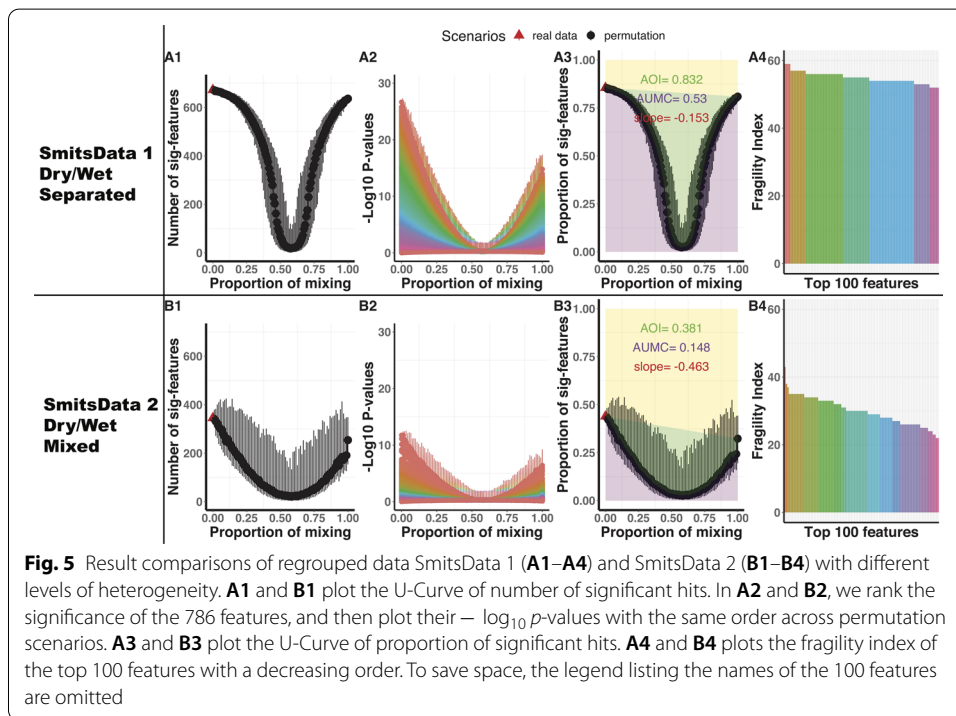 Scenarios real data permutation
A1 A2 A3 A4
SmitsData 1
Dry/Wet
Separated
Number of sig-features
600
400
200
0
0.00 0.25 0.50 0.75 1.00
Proportion of mixing
-Log10 P-values
30
20
10
0
0.00 0.25 0.50 0.75 1.00
Proportion of mixing
Proportion of sig-features
1.00
0.75
0.50
0.25
0.00
AOI= 0.832
AUMC= 0.53
slope= -0.153
0.00 0.25 0.50 0.75 1.00
Proportion of mixing
Fragility Index
60
40
20
0
Top 100 features
B1 B2 B3 B4
SmitsData 2
Dry/Wet
Mixed
Number of sig-features
600
400
200
0
0.00 0.25 0.50 0.75 1.00
Proportion of mixing
-Log10 P-values
30
20
10
0
0.00 0.25 0.50 0.75 1.00
Proportion of mixing
Proportion of sig-features
1.00
0.75
0.50
0.25
0.00
AOI= 0.381
AUMC= 0.148
slope= -0.463
0.00 0.25 0.50 0.75 1.00
Proportion of mixing
Fragility Index
60
40
20
0
Top 100 features
Fig. 5 Result comparisons of regrouped data SmitsData 1 (A1–A4) and SmitsData 2 (B1–B4) with different
levels of heterogeneity. A1 and B1 plot the U-Curve of number of significant hits. In A2 and B2, we rank the
significance of the 786 features, and then plot their − log10 p-values with the same order across permutation
scenarios. A3 and B3 plot the U-Curve of proportion of significant hits. A4 and B4 plots the fragility index of
the top 100 features with a decreasing order. To save space, the legend listing the names of the 100 features
are omitted